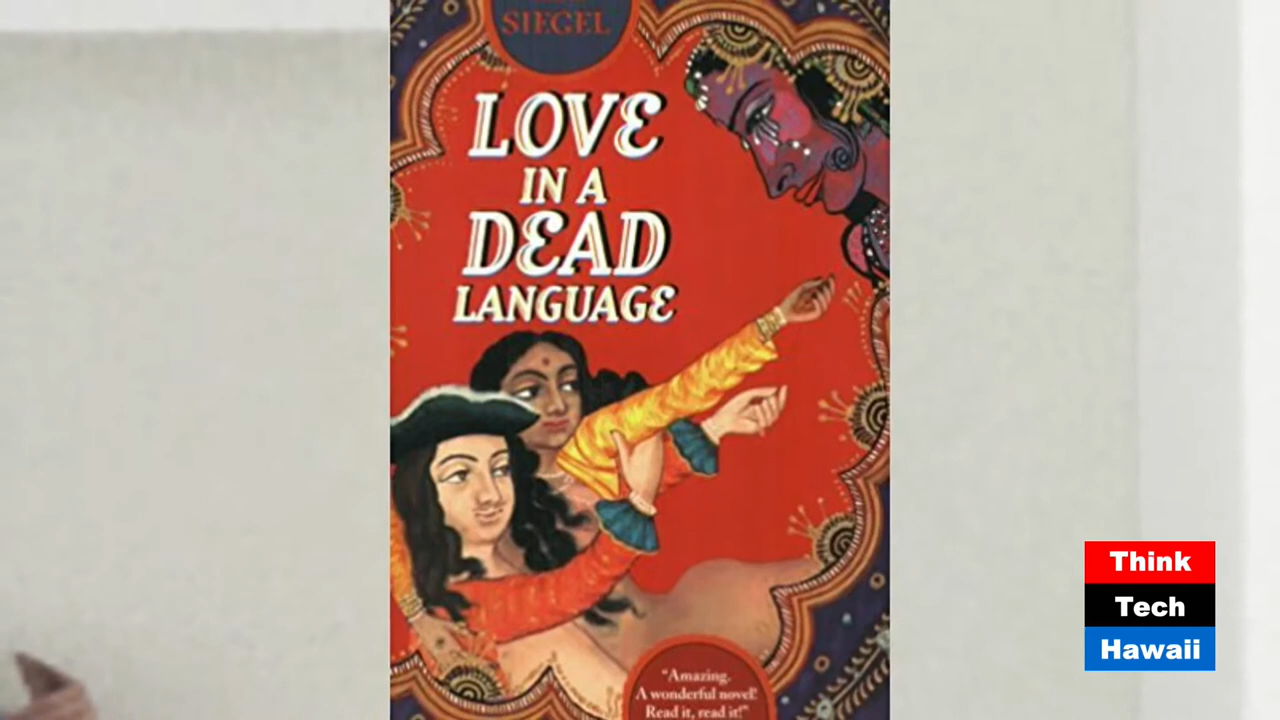 SIEGEL
LOVE
IN A
DEAD
LANGUAGE
"Amazing.
A wonderful novel!
Read it, read it!"
Think
Tech
Hawaii